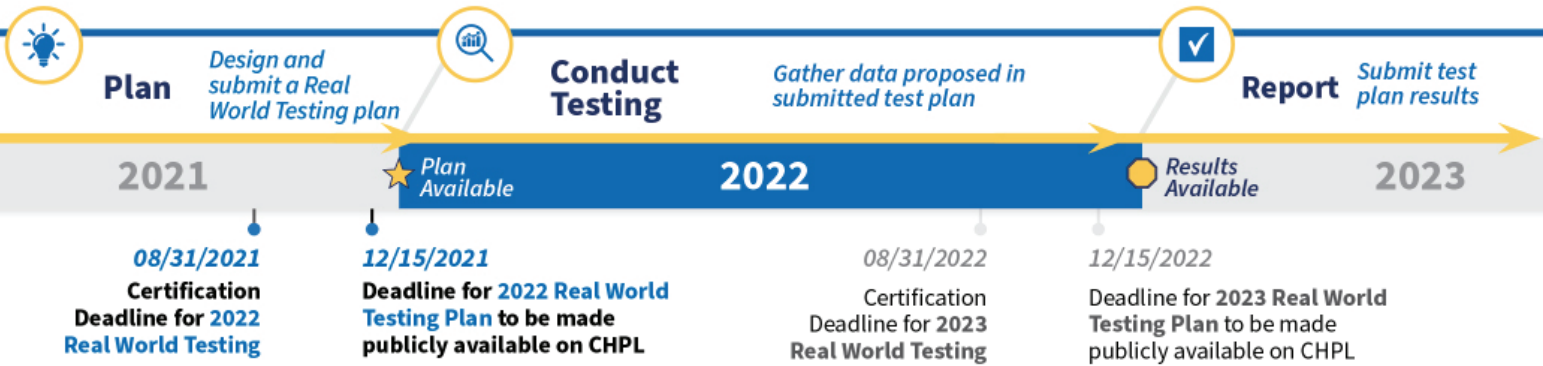 Plan
Design and
submit a Real
World Testing plan
Conduct
Testing
Gather data proposed in
submitted test plan
Report
Submit test
plan results
2021
Plan
Available
2022
Results
Available
2023
08/31/2021
Certification
Deadline for 2022
Real World Testing
12/15/2021
Deadline for 2022 Real World
Testing Plan to be made
publicly available on CHPL
08/31/2022
Certification
Deadline for 2023
Real World Testing
12/15/2022
Deadline for 2023 Real World
Testing Plan to be made
publicly available on CHPL